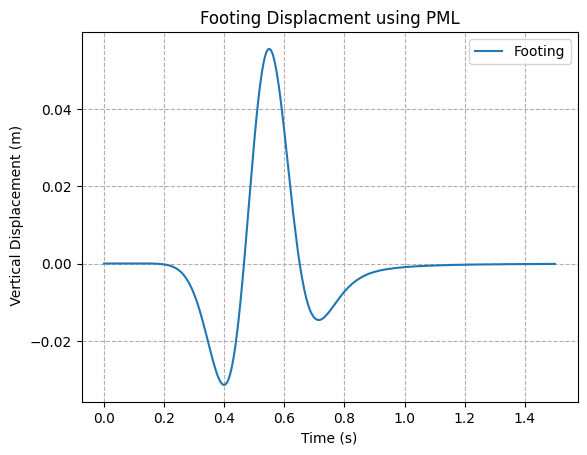 Footing Displacment using PML
Footing
Vertical Displacement (m)
0.04
0.02
0.00
−0.02
0.0 0.2 0.4 0.6 0.8 1.0 1.2 1.4
Time (s)